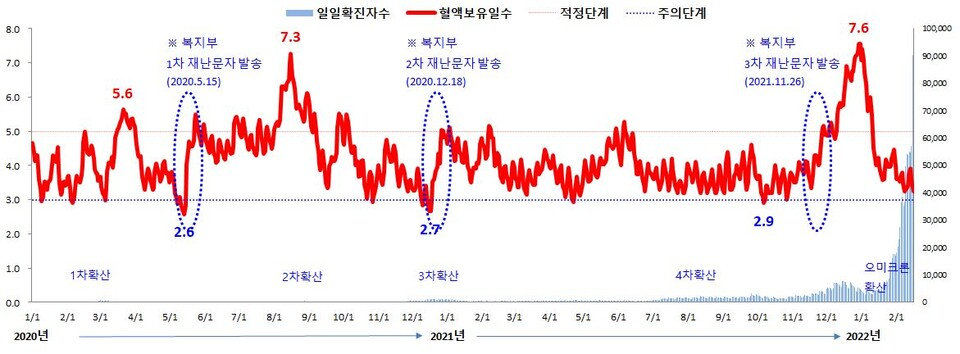 일일확진자수 혈액보유일수 적정단계 주의단계
8.0
7.0
6.0
5.0
4.0
3.0
2.0
1.0
0.0
100,000
90,000
80,000
70,000
60,000
50,000
40,000
30,000
20,000
10,000
0
5.6
※ 복지부
1차 재난문자 발송
(2020.5.15)
2.6
7.3
※ 복지부
2차 재난문자 발송
(2020.12.18)
2.7
※ 복지부
3차 재난문자 발송
(2021.11.26)
2.9
7.6
1차확산
2차확산
3차확산
4차확산
오미크론
확산
1/1 2/1 3/1 4/1 5/1 6/1 7/1 8/1 9/1 10/1 11/1 12/1 1/1 2/1 3/1 4/1 5/1 6/1 7/1 8/1 9/1 10/1 11/1 12/1 1/1 2/1
2020년 2021년 2022년